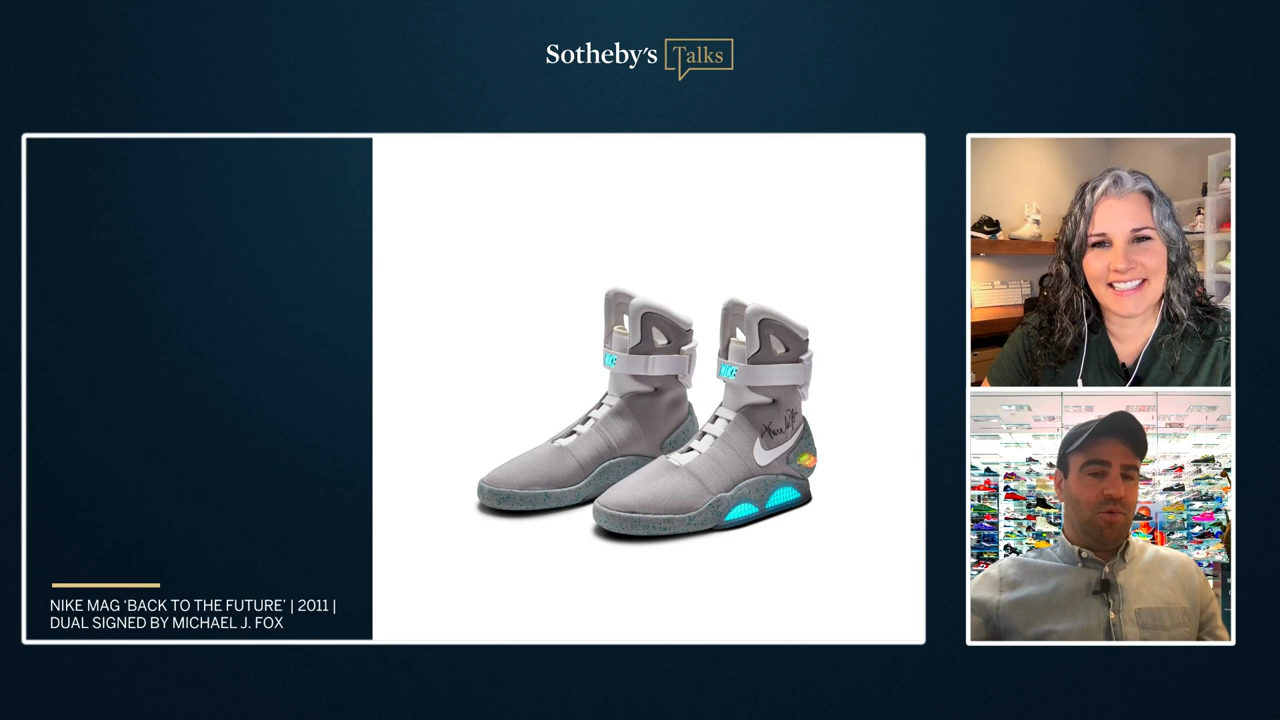 Sotheby's Talks
NIKE
NIKE
NIKE MAG ‘BACK TO THE FUTURE’ | 2011 |
DUAL SIGNED BY MICHAEL J. FOX